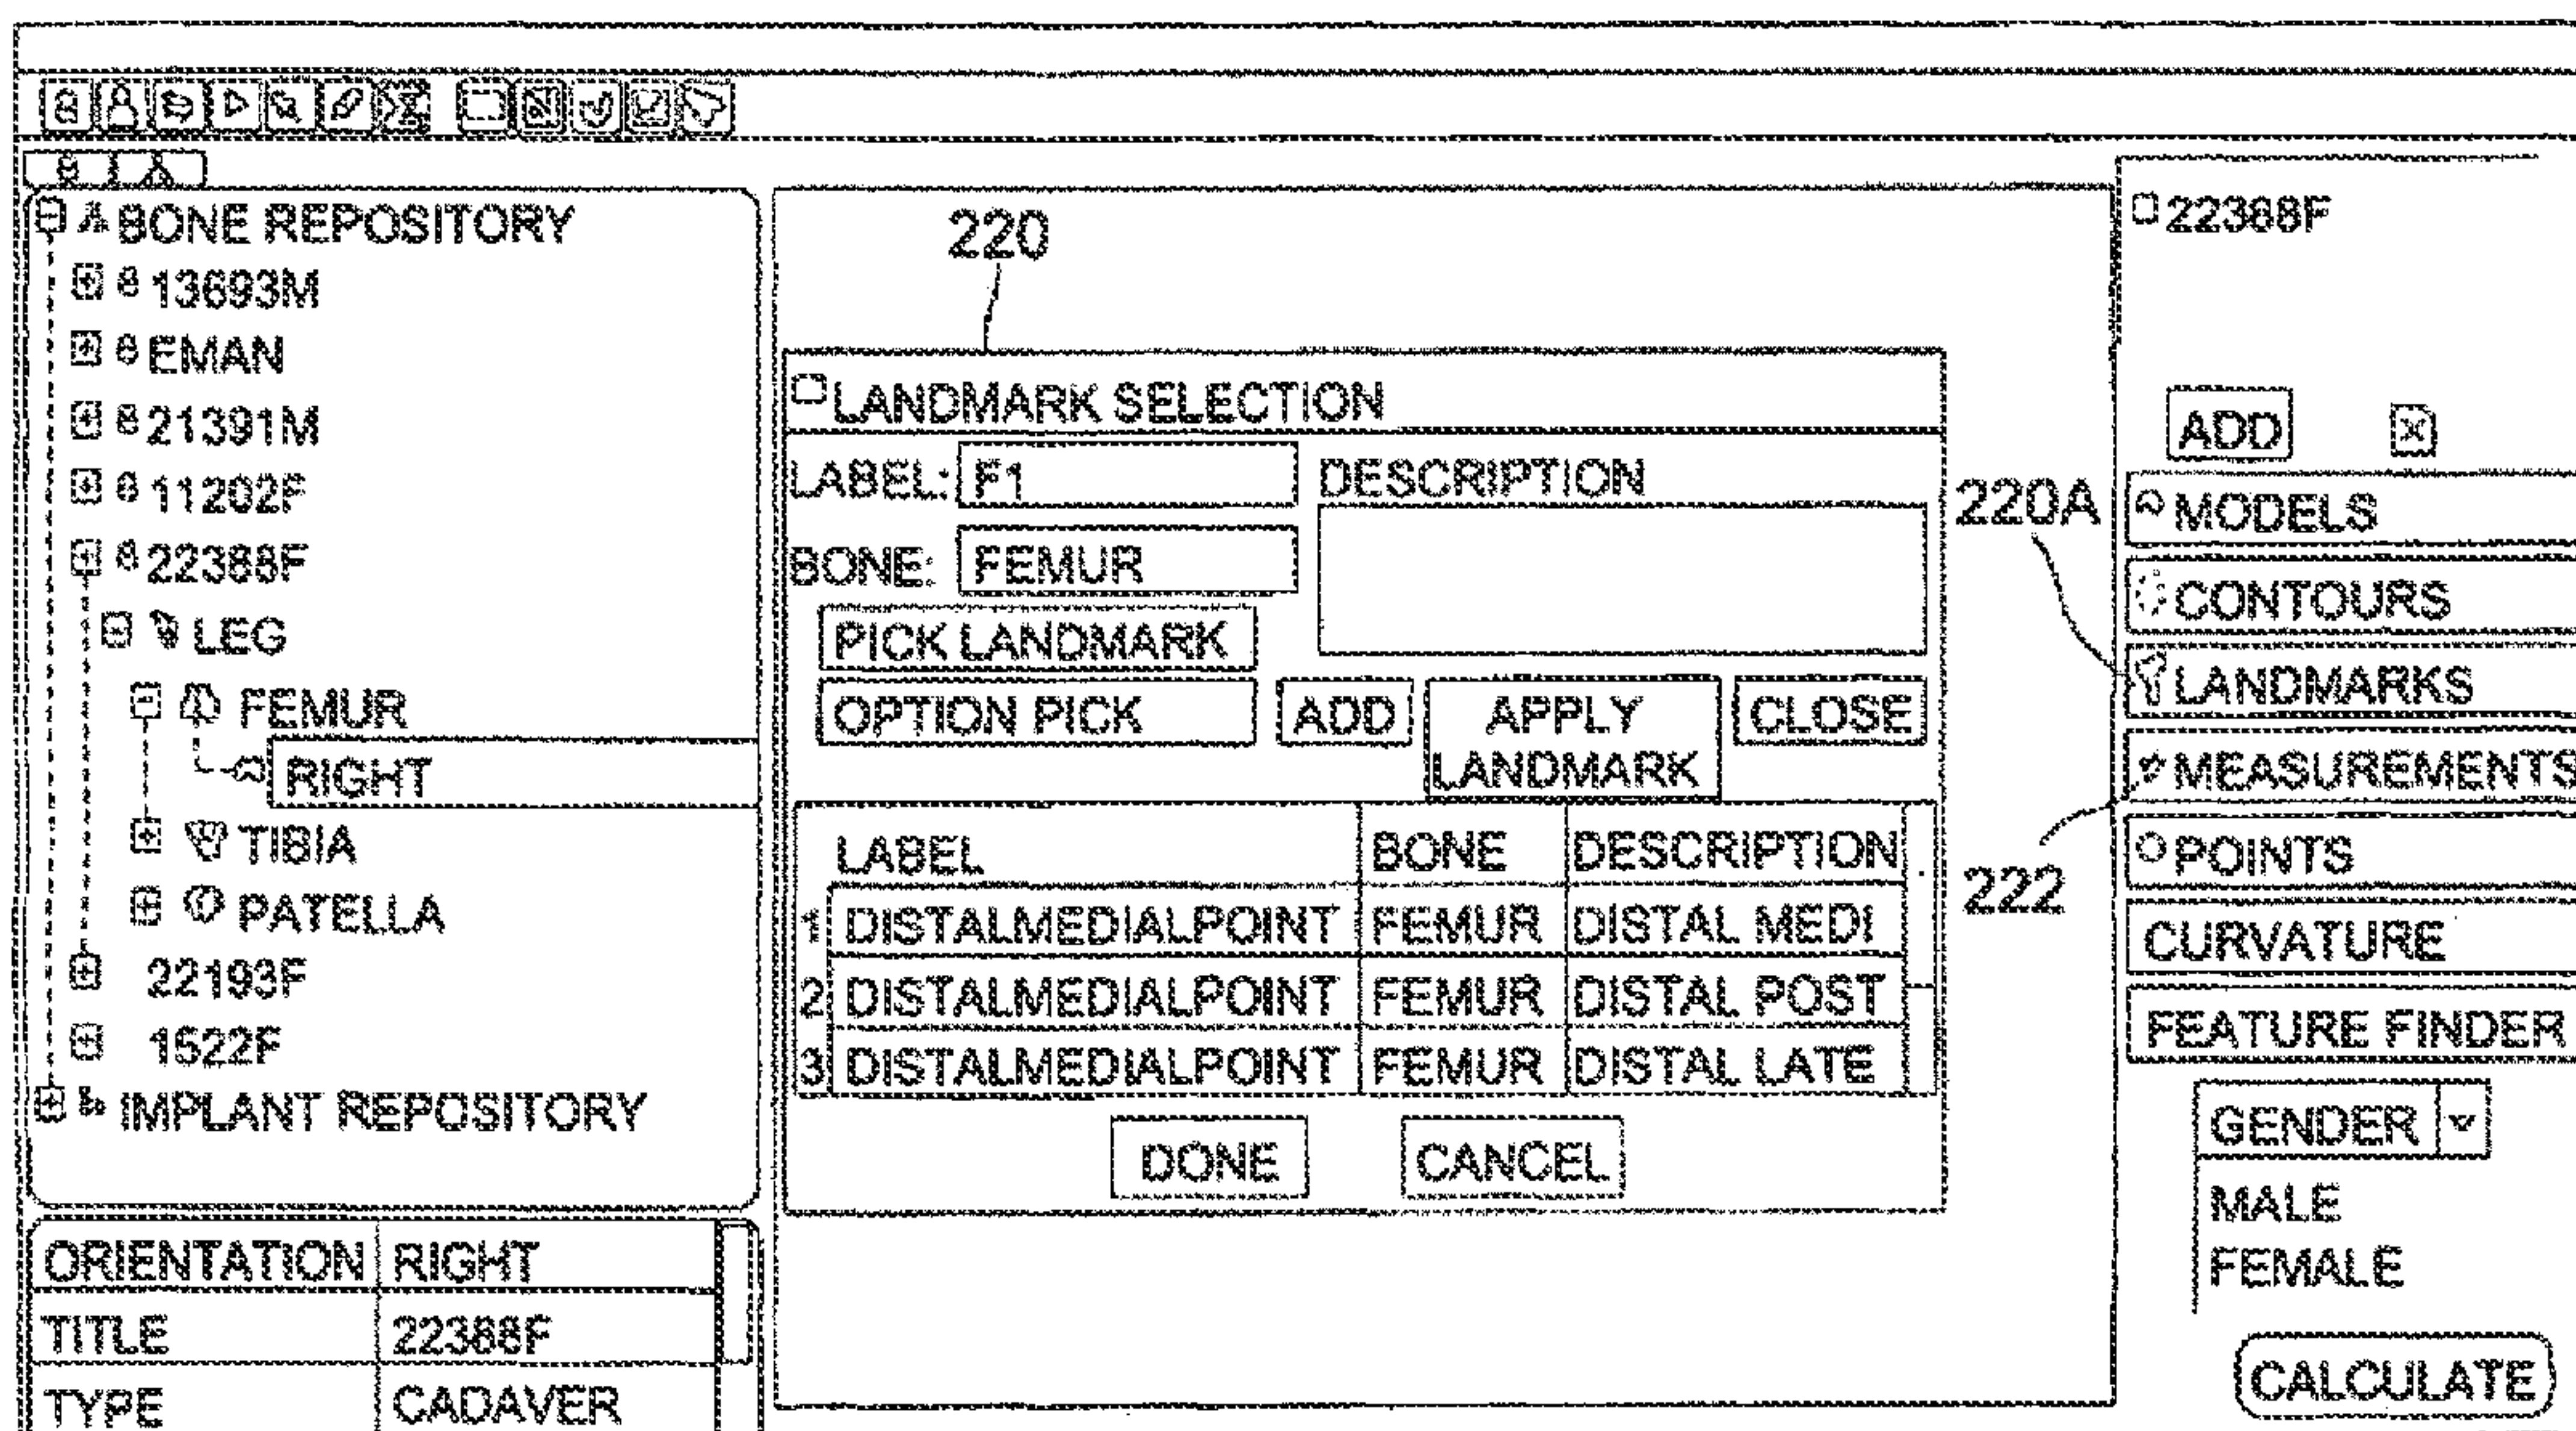 BONE REPOSITORY
13693M
EMAN
21391M
11202F
22388F
LEG
FEMUR
RIGHT
TIBIA
PATELLA
22193F
1522F
IMPLANT REPOSITORY
ORIENTATION RIGHT
TITLE 22388F
TYPE CADAVER
220
LANDMARK SELECTION
LABEL: F1 DESCRIPTION
BONE: FEMUR
PICK LANDMARK
OPTION PICK ADD APPLY LANDMARK CLOSE
LABEL BONE DESCRIPTION
1 DISTALMEDIALPOINT FEMUR DISTAL MEDI
2 DISTALMEDIALPOINT FEMUR DISTAL POST
3 DISTALMEDIALPOINT FEMUR DISTAL LATE
DONE CANCEL
220A
222
22388F
ADD
MODELS
CONTOURS
LANDMARKS
MEASUREMENTS
POINTS
CURVATURE
FEATURE FINDER
GENDER
MALE
FEMALE
CALCULATE